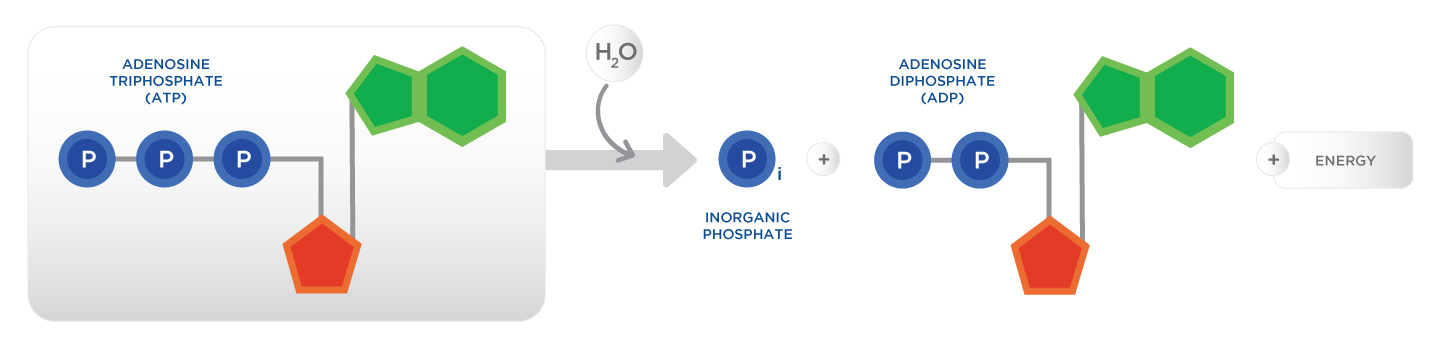 ADENOSINE
TRIPHOSPHATE
(ATP)
P
P
P
H₂O
P
i
INORGANIC
PHOSPHATE
+
ADENOSINE
DIPHOSPHATE
(ADP)
P
P
+
ENERGY